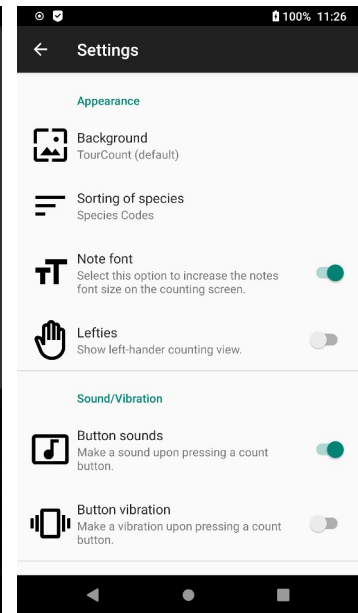 100% 11:26
Settings
Appearance
Background
TourCount (default)
Sorting of species
Species Codes
Note font
Select this option to increase the notes
font size on the counting screen.
Lefties
Show left-hander counting view.
Sound/Vibration
Button sounds
Make a sound upon pressing a count
button.
Button vibration
Make a vibration upon pressing a count
button.